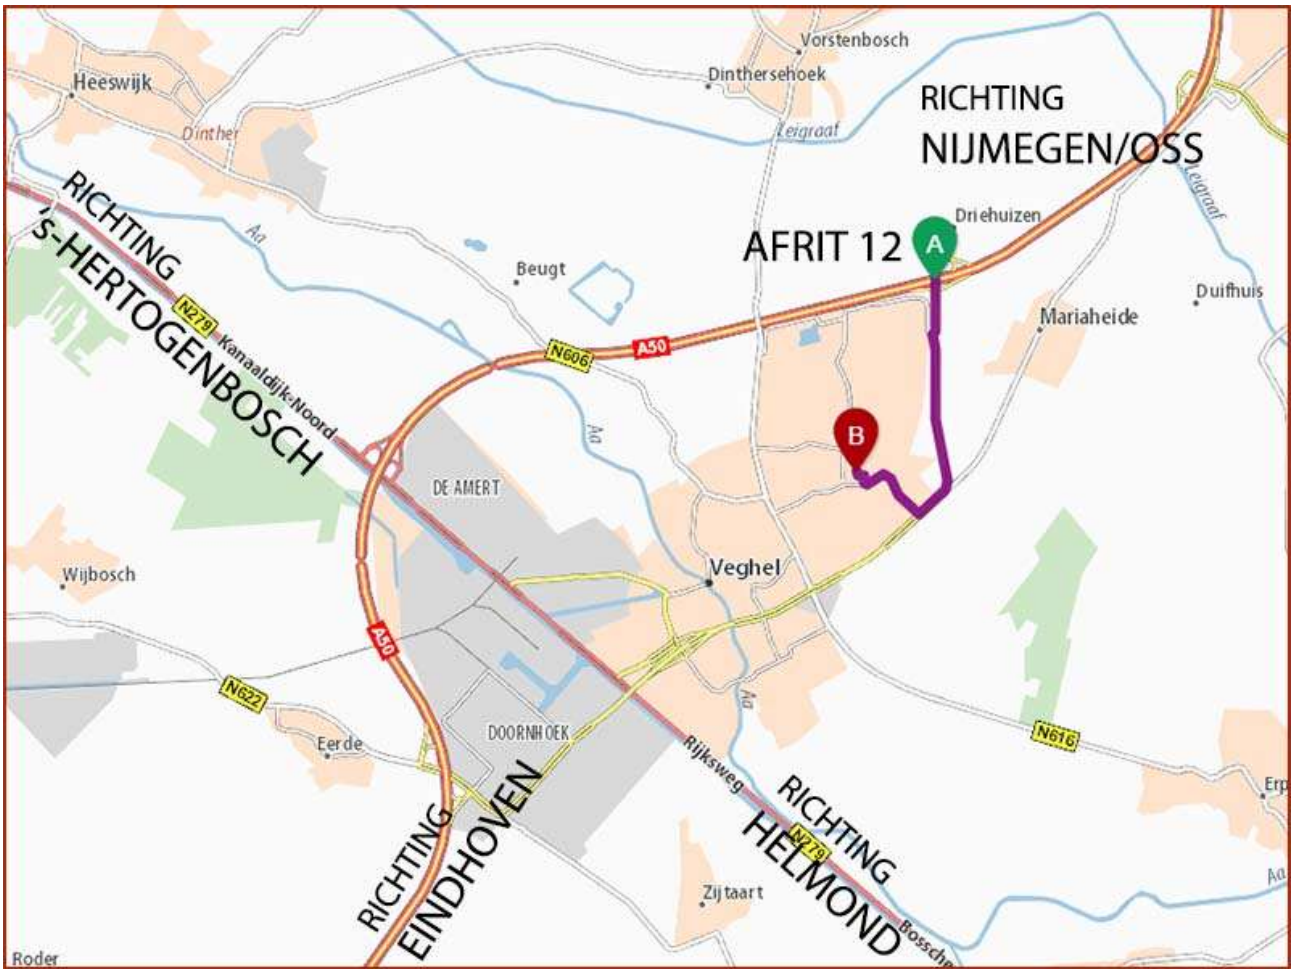 Vorstenbosch
Heeswijk
Dinthersehoek
RICHTING
NIJMEGEN/OSS
Dinther
Leigraaf
Leigraaf
RICHTING
's-HERTOGENBOSCH
Aa
Driehuizen
AFRIT 12
A
Beugt
Duifhuis
N279
Mariaheide
Kanaaldijk-Noord
N606
A50
Aa
B
DE AMERT
Veghel
Wijbosch
A50
N622
Aa
DOORNHOEK
Eerde
N616
Rijksweg
RICHTING
EINDHOVEN
RICHTING
N279
HELMOND
Erp
Zijtaart
Aa
Bossche
Roder